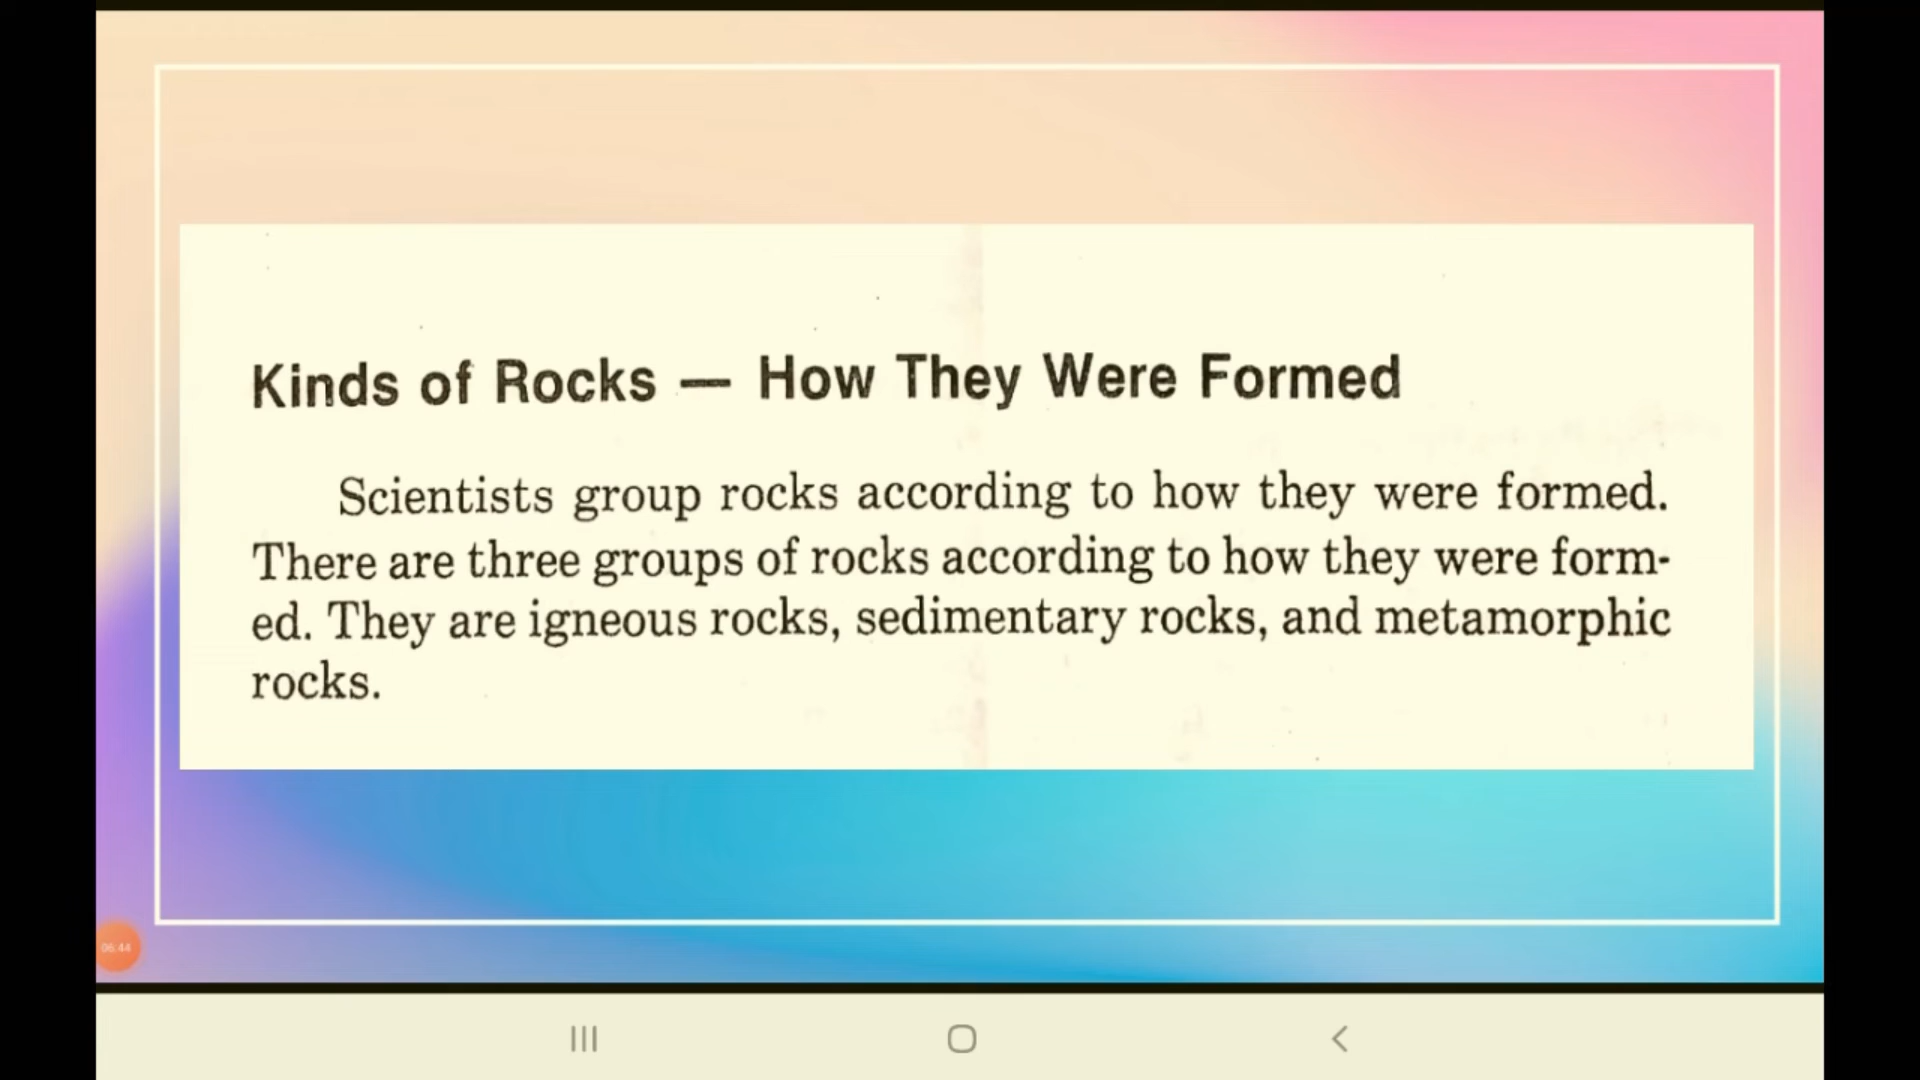 Kinds of Rocks — How They Were Formed
Scientists group rocks according to how they were formed.
There are three groups of rocks according to how they were form-
ed. They are igneous rocks, sedimentary rocks, and metamorphic
rocks.
06:44